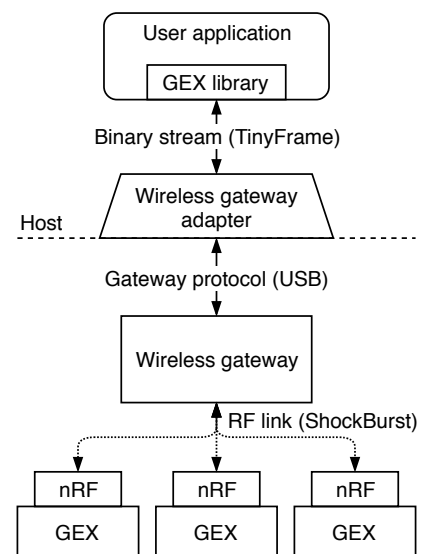 User application
GEX library
Binary stream (TinyFrame)
Wireless gateway
adapter
Host
Gateway protocol (USB)
Wireless gateway
RF link (ShockBurst)
nRF nRF nRF
GEX GEX GEX